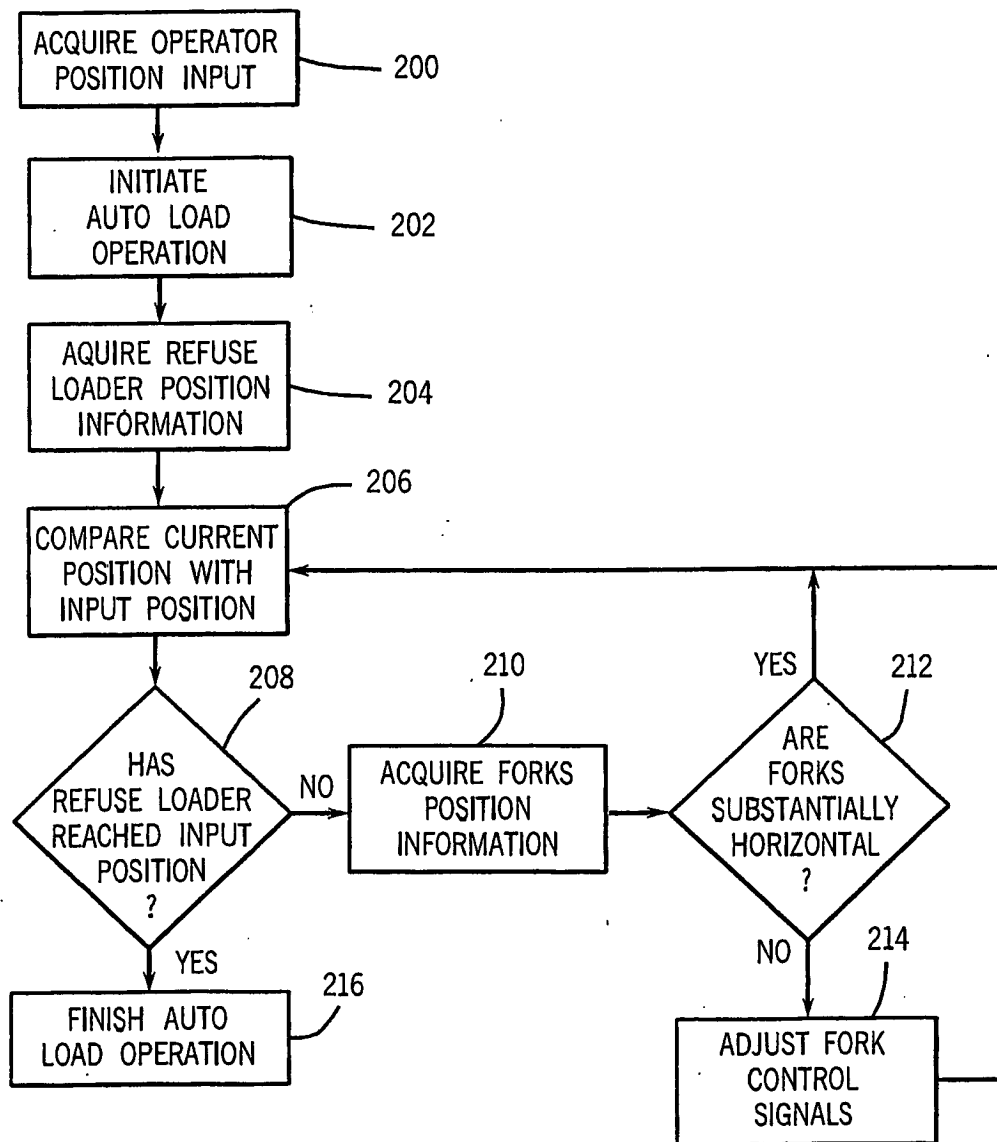 ACQUIRE OPERATOR
POSITION INPUT
200
INITIATE
AUTO LOAD
OPERATION
202
AQUIRE REFUSE
LOADER POSITION
INFORMATION
204
206
COMPARE CURRENT
POSITION WITH
INPUT POSITION
208
HAS
REFUSE LOADER
REACHED INPUT
POSITION
?
NO
210
ACQUIRE FORKS
POSITION
INFORMATION
YES
212
ARE
FORKS
SUBSTANTIALLY
HORIZONTAL
?
YES
216
FINISH AUTO
LOAD OPERATION
NO
214
ADJUST FORK
CONTROL
SIGNALS